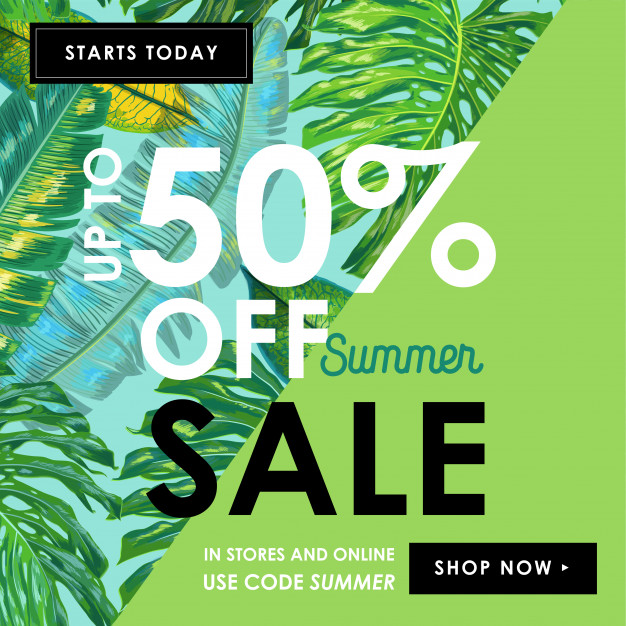 STARTS TODAY
UP TO
50%
OFF
Summer
SALE
IN STORES AND ONLINE
USE CODE SUMMER
SHOP NOW ▸